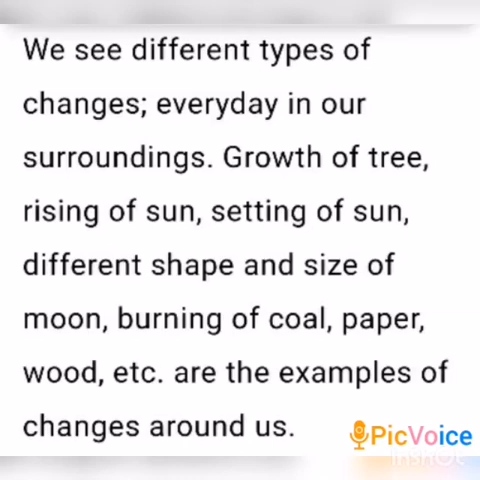 We see different types of
changes; everyday in our
surroundings. Growth of tree,
rising of sun, setting of sun,
different shape and size of
moon, burning of coal, paper,
wood, etc. are the examples of
changes around us.
PicVoice
InShOt